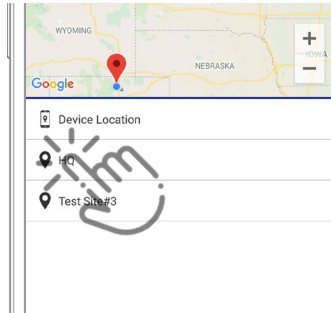 WYOMING
+
IOWA
NEBRASKA
−
Google
Device Location
HQ
Test Site#3